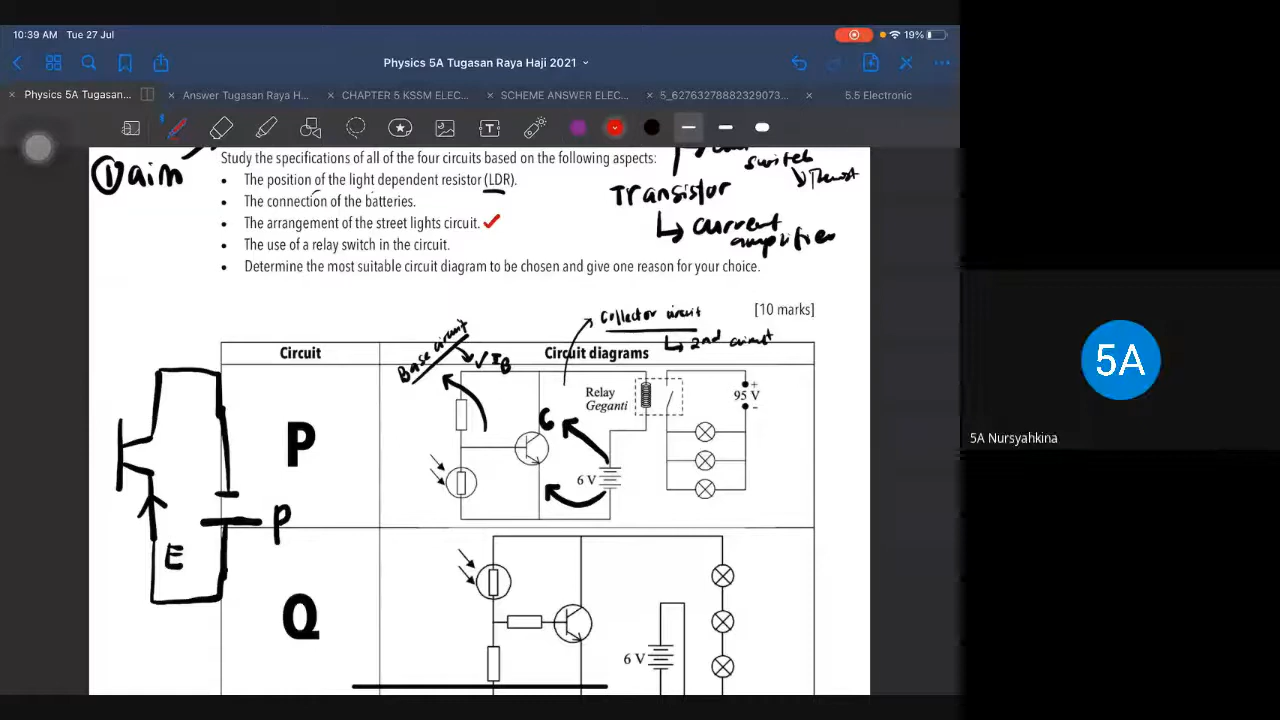 10:39 AM Tue 27 Jul
19%
Physics 5A Tugasan Raya Haji 2021
Physics 5A Tugasan...
Answer Tugasan Raya H...
CHAPTER 5 KSSM ELEC...
SCHEME ANSWER ELEC...
5_62763278882329073...
5.5 Electronic
T
① aim
Study the specifications of all of the four circuits based on the following aspects:
• The position of the light dependent resistor (LDR).
• The connection of the batteries.
• The arrangement of the street lights circuit.
• The use of a relay switch in the circuit.
• Determine the most suitable circuit diagram to be chosen and give one reason for your choice.
switch
Transistor
current
amplifier
[10 marks]
Circuit
Circuit diagrams
Base circuit
√ IB
Collector circuit
2nd circuit
P
Relay
Geganti
95 V
+
-
C
6 V
E
P
Q
6 V
5A
5A Nursyahkina